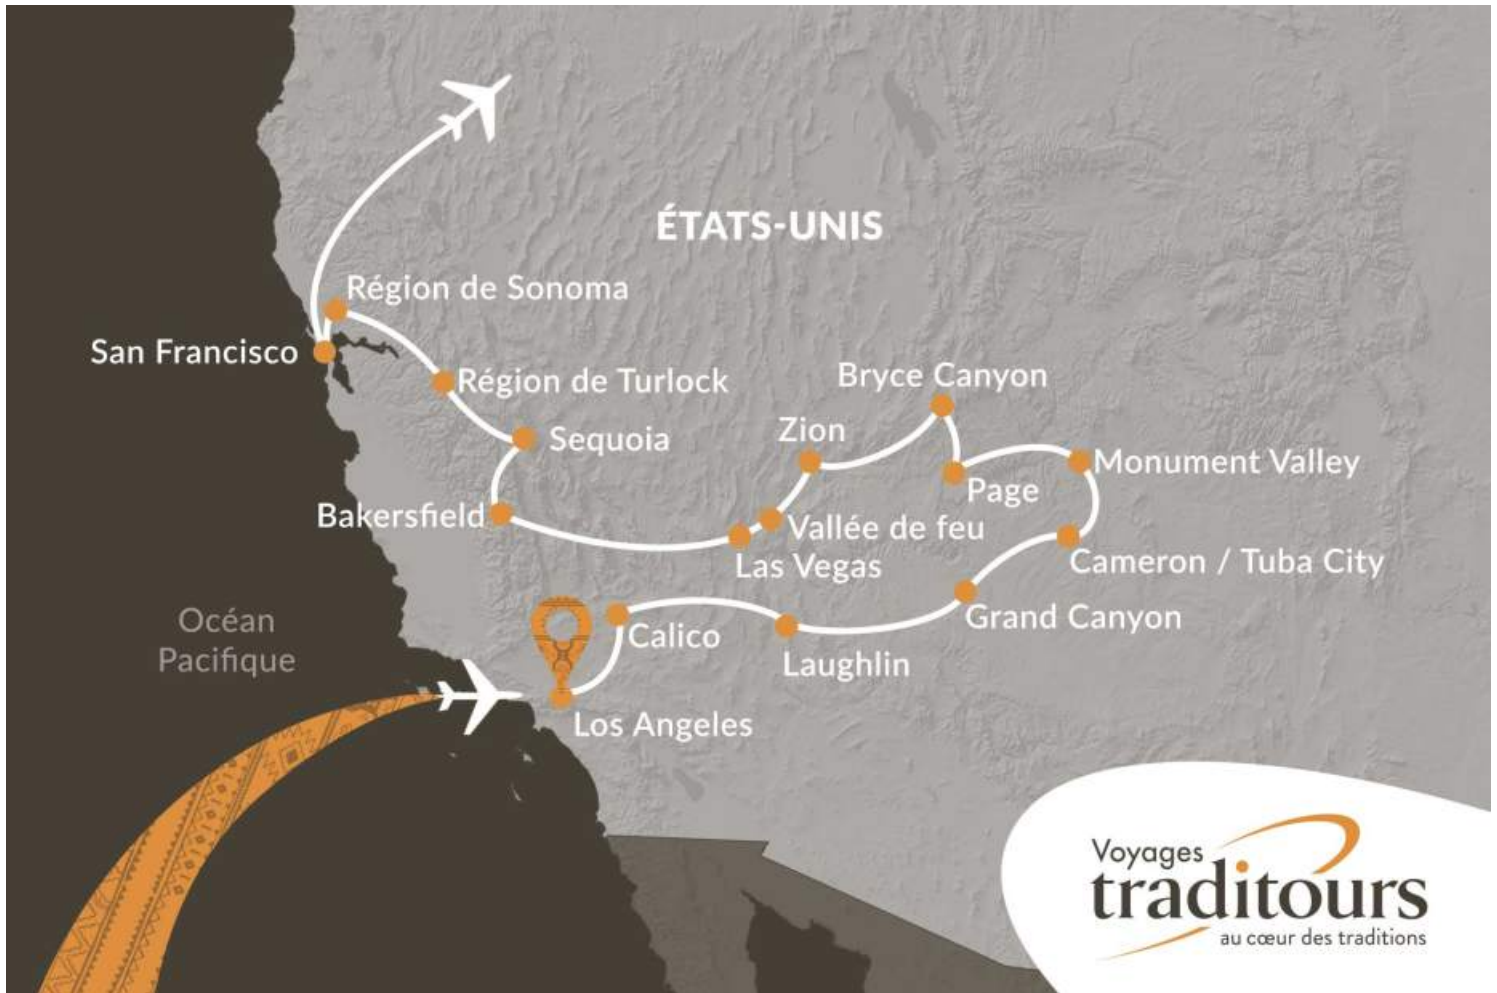 ÉTATS-UNIS
Région de Sonoma
San Francisco
Région de Turlock
Bryce Canyon
Sequoia
Zion
Monument Valley
Page
Bakersfield
Vallée de feu
Las Vegas
Cameron / Tuba City
Océan
Pacifique
Calico
Grand Canyon
Laughlin
Los Angeles
Voyages
traditours
au cœur des traditions